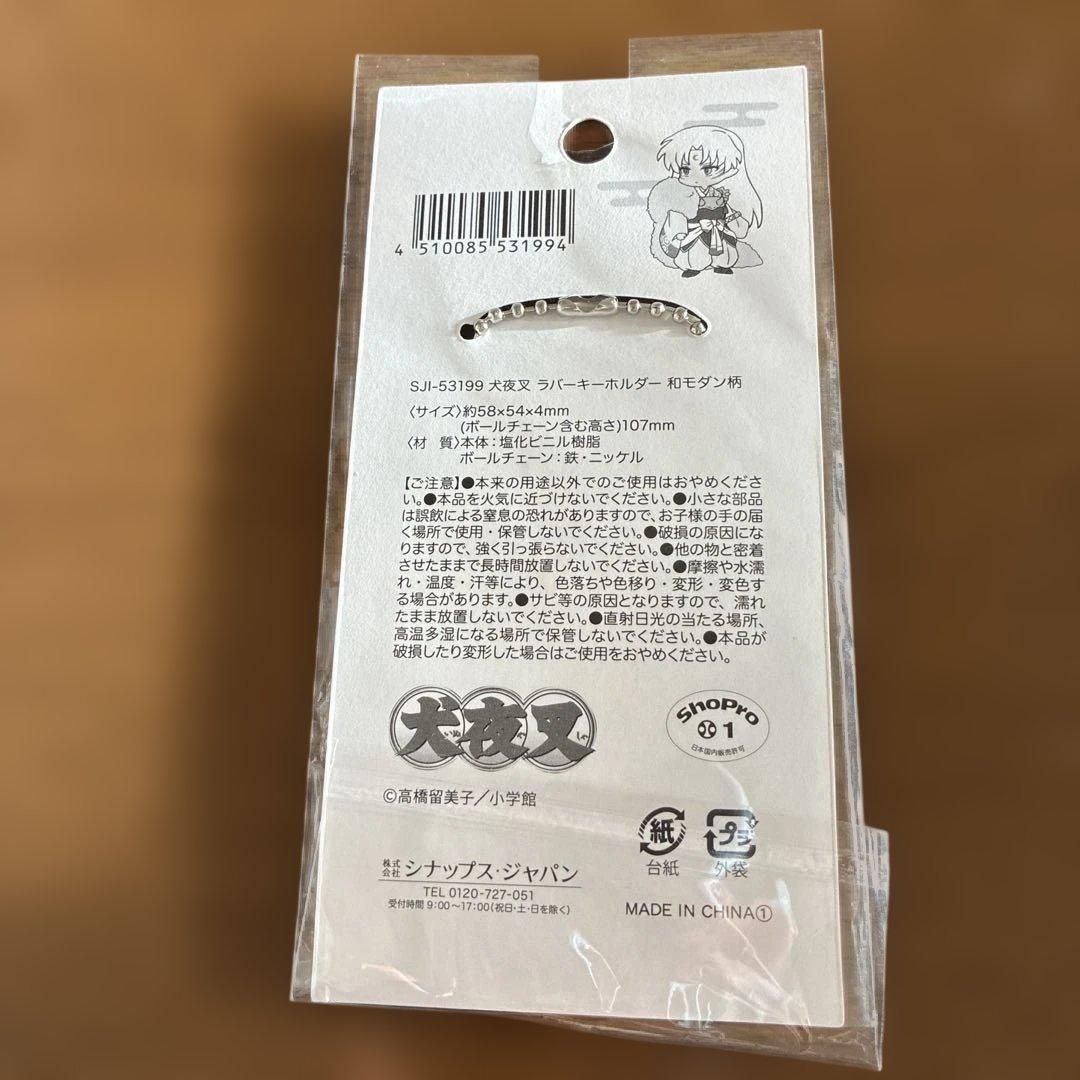 4 510085 531994
SJI-53199 犬夜叉 ラバーキーホルダー 和モダン柄
〈サイズ〉約58×54×4mm
(ボールチェーン含む高さ)107mm
〈材　質〉本体：塩化ビニル樹脂
ボールチェーン：鉄・ニッケル
【ご注意】●本来の用途以外でのご使用はおやめくださ
い。●本品を火気に近づけないでください。●小さな部品
は誤飲による窒息の恐れがありますので、お子様の手の届
く場所で使用・保管しないでください。●破損の原因にな
りますので、強く引っ張らないでください。●他の物と密着
させたままで長時間放置しないでください。●摩擦や水濡
れ・温度・汗等により、色落ちや色移り・変形・変色す
る場合があります。●サビ等の原因となりますので、濡れ
たまま放置しないでください。●直射日光の当たる場所、
高温多湿になる場所で保管しないでください。●本品が
破損したり変形した場合はご使用をおやめください。
犬夜叉
いぬ や しゃ
ShoPro
1
日本国内販売許可
©高橋留美子／小学館
紙
プラ
台紙
外袋
株式会社 シナップス・ジャパン
TEL 0120-727-051
受付時間 9:00〜17:00(祝日・土・日を除く)
MADE IN CHINA①